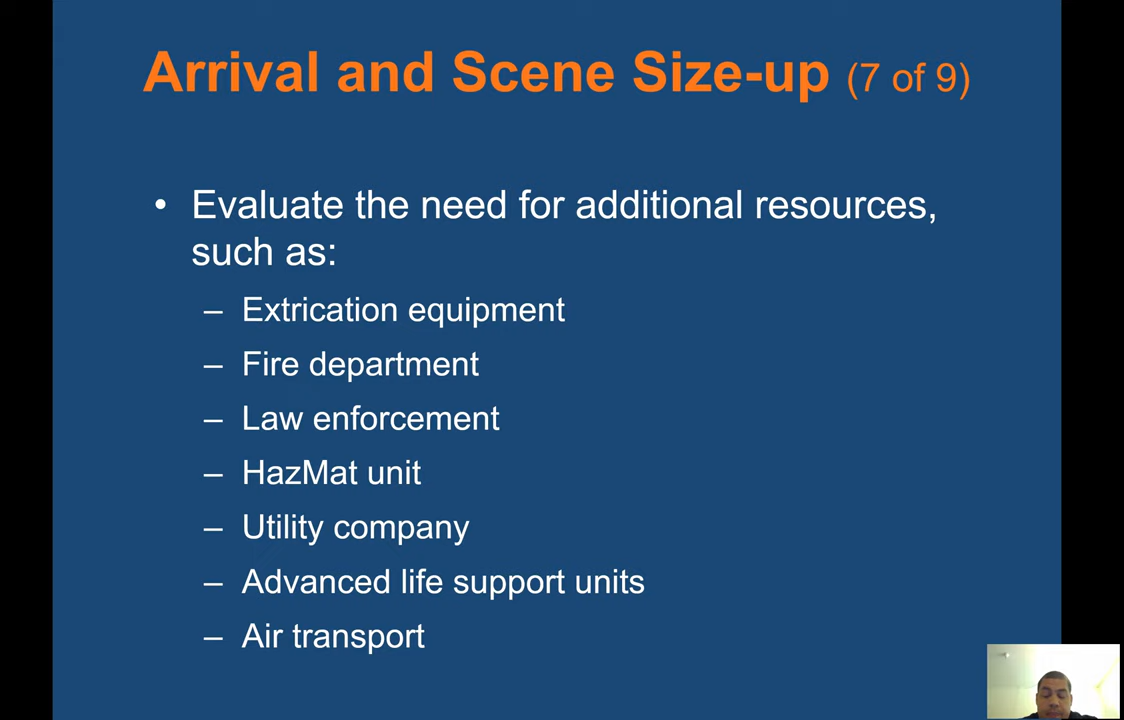 Arrival and Scene Size-up (7 of 9)
• Evaluate the need for additional resources,
such as:
– Extrication equipment
– Fire department
– Law enforcement
– HazMat unit
– Utility company
– Advanced life support units
– Air transport